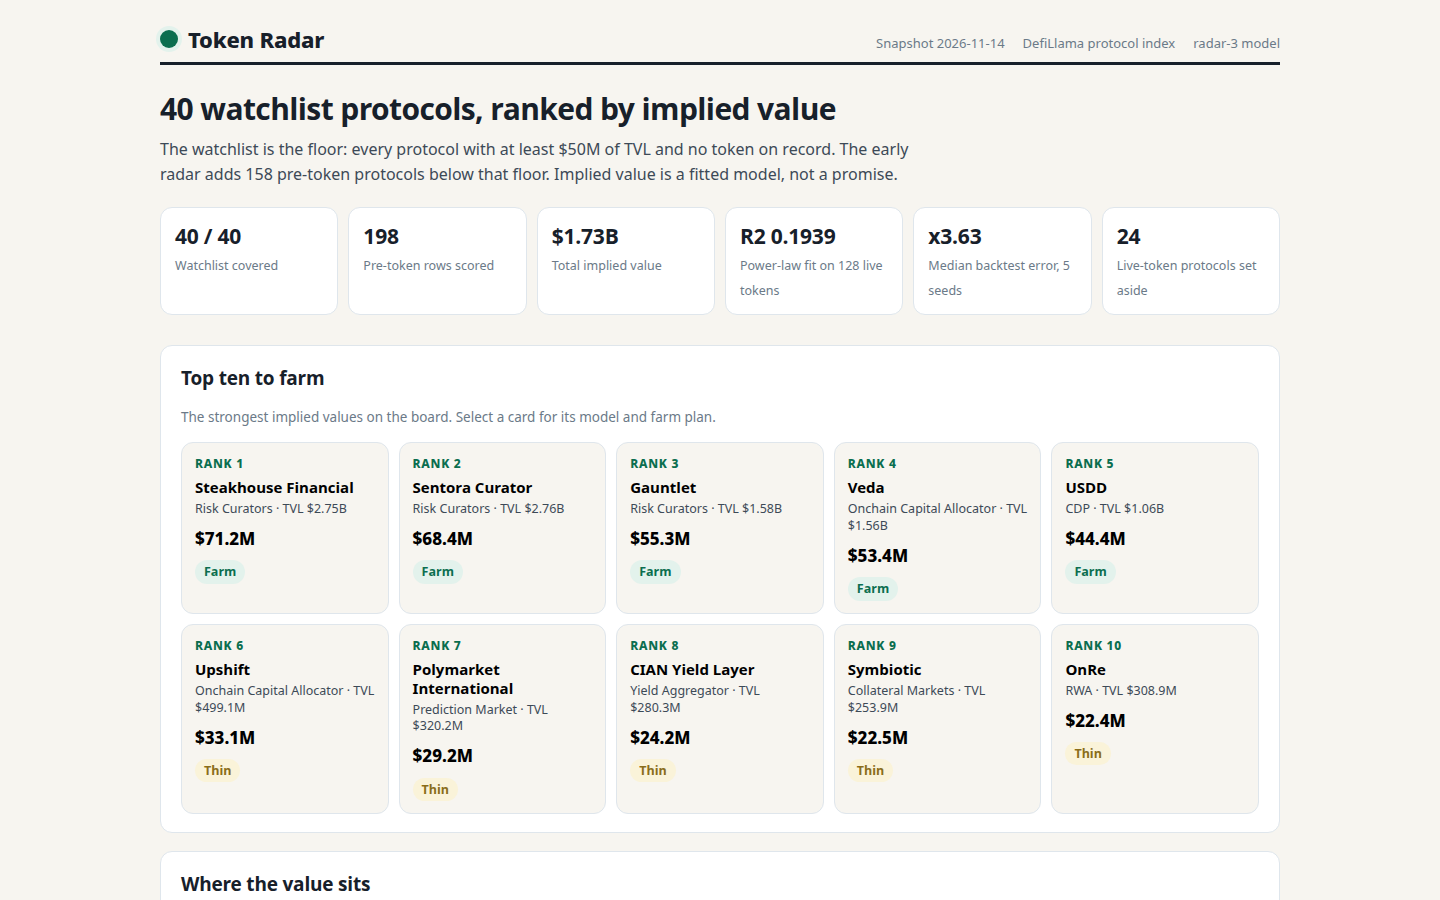 Token Radar
Snapshot 2026-11-14 DefiLlama protocol index radar-3 model
40 watchlist protocols, ranked by implied value
The watchlist is the floor: every protocol with at least $50M of TVL and no token on record. The early
radar adds 158 pre-token protocols below that floor. Implied value is a fitted model, not a promise.
40 / 40
Watchlist covered
198
Pre-token rows scored
$1.73B
Total implied value
R2 0.1939
Power-law fit on 128 live
tokens
x3.63
Median backtest error, 5
seeds
24
Live-token protocols set
aside
Top ten to farm
The strongest implied values on the board. Select a card for its model and farm plan.
RANK 1
Steakhouse Financial
Risk Curators · TVL $2.75B
$71.2M
Farm
RANK 2
Sentora Curator
Risk Curators · TVL $2.76B
$68.4M
Farm
RANK 3
Gauntlet
Risk Curators · TVL $1.58B
$55.3M
Farm
RANK 4
Veda
Onchain Capital Allocator · TVL
$1.56B
$53.4M
Farm
RANK 5
USDD
CDP · TVL $1.06B
$44.4M
Farm
RANK 6
Upshift
Onchain Capital Allocator · TVL
$499.1M
$33.1M
Thin
RANK 7
Polymarket
International
Prediction Market · TVL
$320.2M
$29.2M
Thin
RANK 8
CIAN Yield Layer
Yield Aggregator · TVL
$280.3M
$24.2M
Thin
RANK 9
Symbiotic
Collateral Markets · TVL
$253.9M
$22.5M
Thin
RANK 10
OnRe
RWA · TVL $308.9M
$22.4M
Thin
Where the value sits